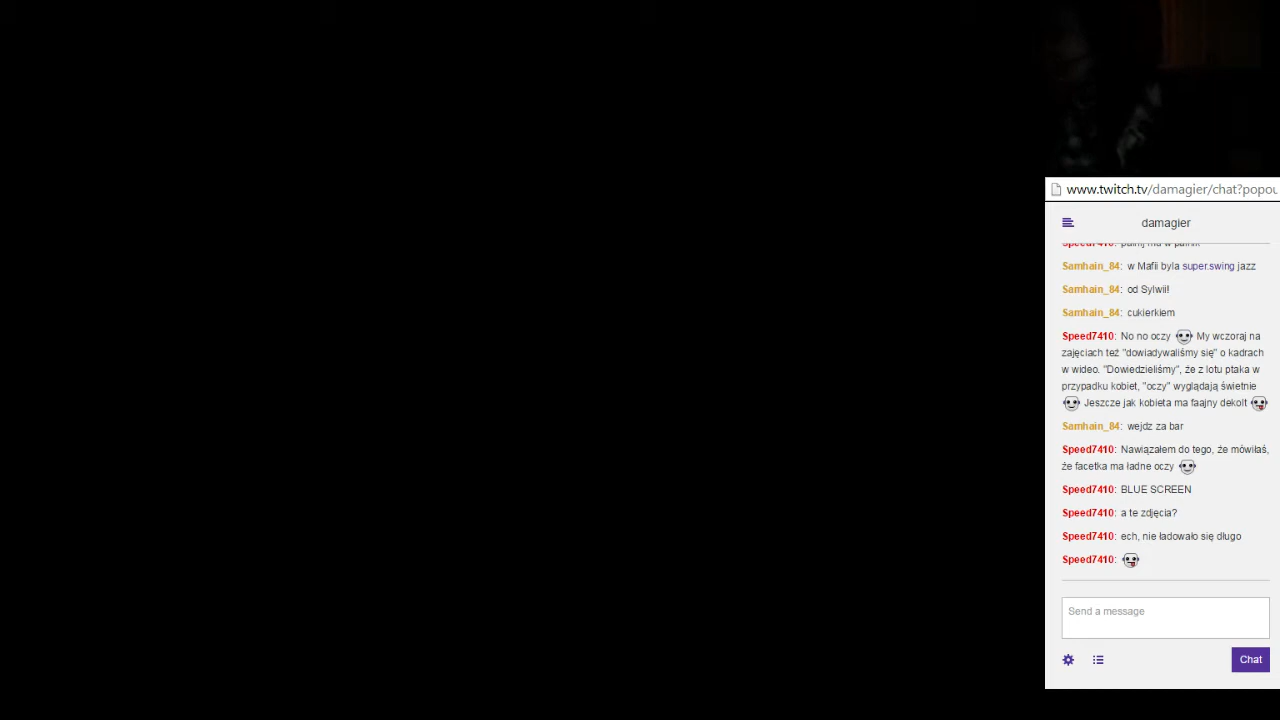 www.twitch.tv/damagier/chat?popou
damagier
Speed7410:
Samhain_84: w Mafii byla super.swing jazz
Samhain_84: od Sylwii!
Samhain_84: cukierkiem
Speed7410: No no oczy My wczoraj na
zajęciach też "dowiadywaliśmy się" o kadrach
w wideo. "Dowiedzieliśmy", że z lotu ptaka w
przypadku kobiet, "oczy" wyglądają świetnie
Jeszcze jak kobieta ma faajny dekolt
Samhain_84: wejdz za bar
Speed7410: Nawiązałem do tego, że mówiłaś,
że facetka ma ładne oczy
Speed7410: BLUE SCREEN
Speed7410: a te zdjęcia?
Speed7410: ech, nie ładowało się długo
Speed7410:
Send a message
Chat